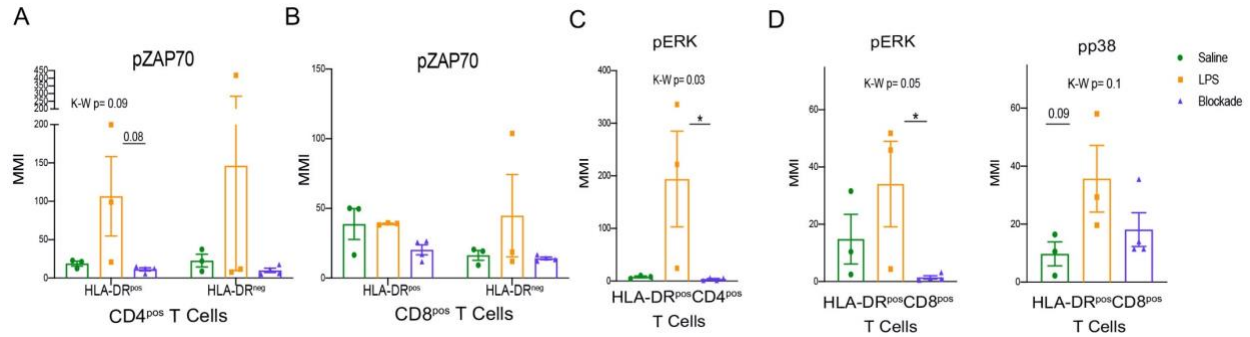 A
pZAP70
450
400
350
300
250
200
K-W p= 0.09
200
0.08
150
100
50
0
MMI
HLA-DRpos HLA-DRneg
CD4pos T Cells
B
pZAP70
150
100
50
0
MMI
HLA-DRpos HLA-DRneg
CD8pos T Cells
C
pERK
400
K-W p= 0.03
*
300
200
100
0
MMI
HLA-DRposCD4pos
T Cells
D
pERK
K-W p= 0.05
*
60
40
20
0
MMI
HLA-DRposCD8pos
T Cells
pp38
K-W p= 0.1
0.09
60
40
20
0
MMI
HLA-DRposCD8pos
T Cells
Saline
LPS
Blockade